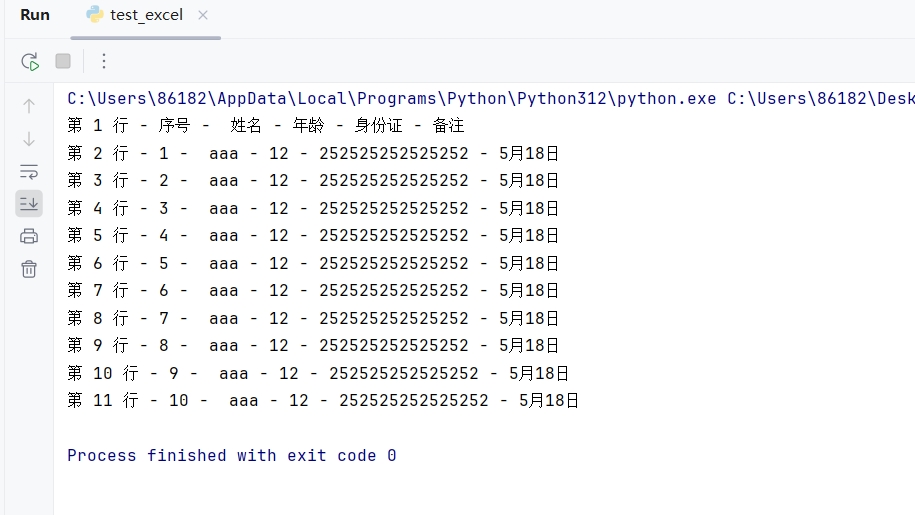 Run test_excel
C:\Users\86182\AppData\Local\Programs\Python\Python312\python.exe C:\Users\86182\Desk
第 1 行 - 序号 -  姓名 - 年龄 - 身份证 - 备注
第 2 行 - 1 -  aaa - 12 - 252525252525252 - 5月18日
第 3 行 - 2 -  aaa - 12 - 252525252525252 - 5月18日
第 4 行 - 3 -  aaa - 12 - 252525252525252 - 5月18日
第 5 行 - 4 -  aaa - 12 - 252525252525252 - 5月18日
第 6 行 - 5 -  aaa - 12 - 252525252525252 - 5月18日
第 7 行 - 6 -  aaa - 12 - 252525252525252 - 5月18日
第 8 行 - 7 -  aaa - 12 - 252525252525252 - 5月18日
第 9 行 - 8 -  aaa - 12 - 252525252525252 - 5月18日
第 10 行 - 9 -  aaa - 12 - 252525252525252 - 5月18日
第 11 行 - 10 -  aaa - 12 - 252525252525252 - 5月18日
Process finished with exit code 0